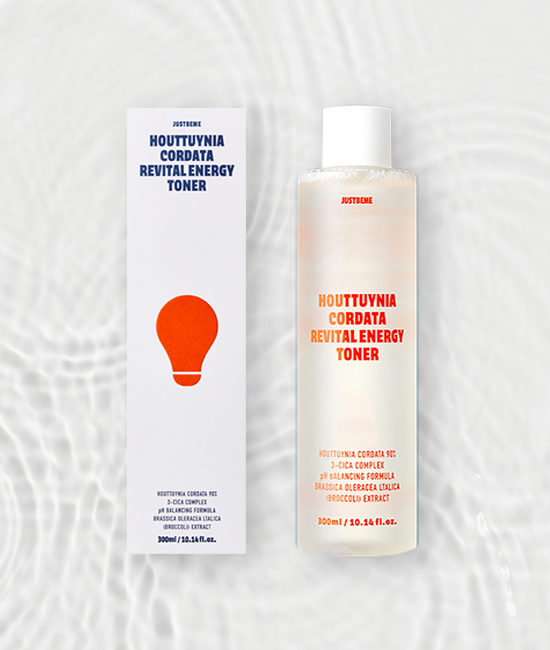 JUSTBEME
HOUTTUYNIA
CORDATA
REVITAL ENERGY
TONER
HOUTTUYNIA CORDATA 90%
3-CICA COMPLEX
pH BALANCING FORMULA
BRASSICA OLERACEA LTALICA
(BROCCOLI) EXTRACT
300ml / 10.14 fl.oz.
JUSTBEME
HOUTTUYNIA
CORDATA
REVITAL ENERGY
TONER
HOUTTUYNIA CORDATA 90%
3-CICA COMPLEX
pH BALANCING FORMULA
BRASSICA OLERACEA LTALICA
(BROCCOLI) EXTRACT
300ml / 10.14 fl.oz.